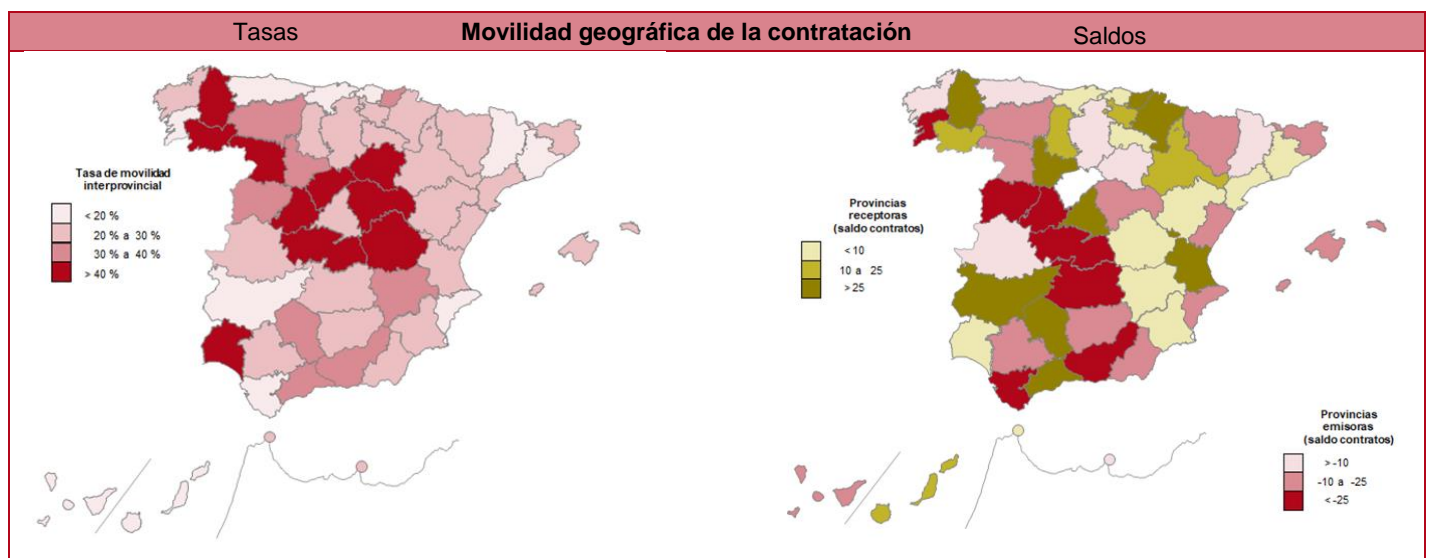 Tasas
Movilidad geográfica de la contratación
Saldos
Tasa de movilidad
interprovincial
< 20 %
20 % a 30 %
30 % a 40 %
> 40 %
Provincias
receptoras
(saldo contratos)
< 10
10 a 25
> 25
Provincias
emisoras
(saldo contratos)
> -10
-10 a -25
< -25